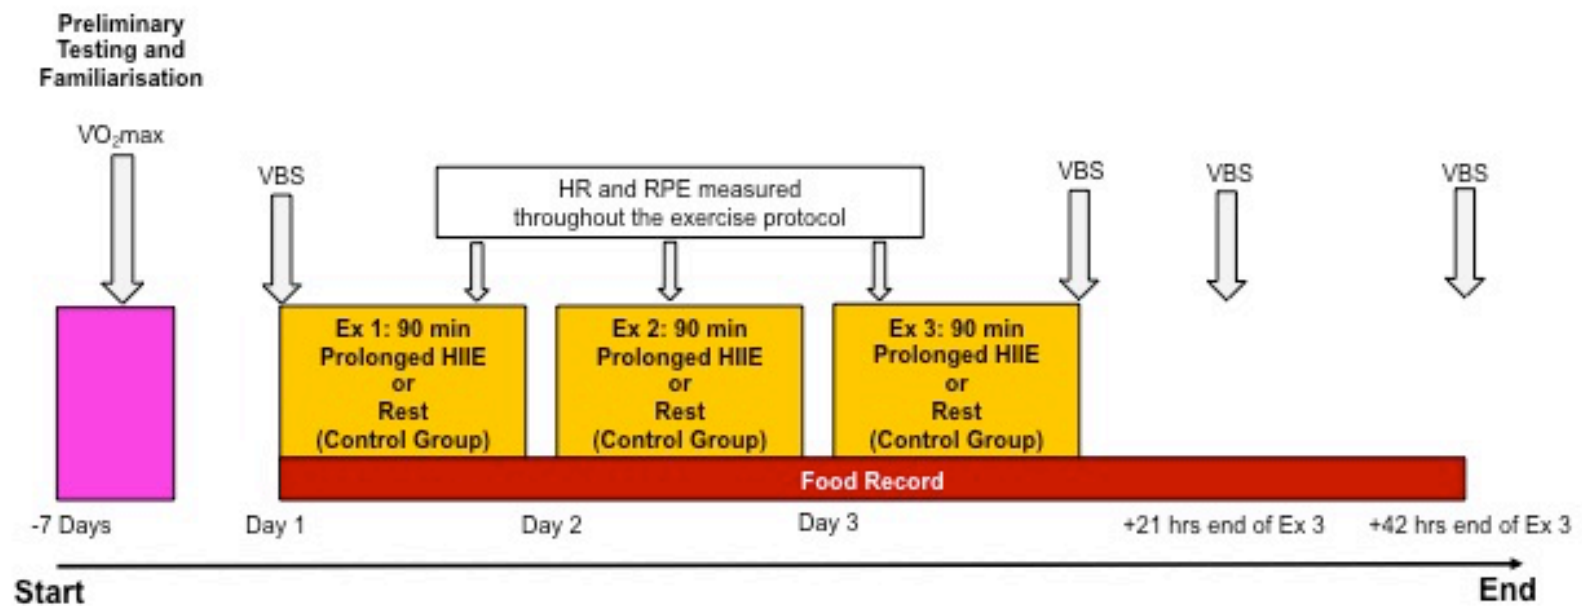 Preliminary
Testing and
Familiarisation
V̇O₂max
VBS
HR and RPE measured
throughout the exercise protocol
VBS
VBS
VBS
Ex 1: 90 min
Prolonged HIIE
or
Rest
(Control Group)
Ex 2: 90 min
Prolonged HIIE
or
Rest
(Control Group)
Ex 3: 90 min
Prolonged HIIE
or
Rest
(Control Group)
Food Record
-7 Days
Day 1
Day 2
Day 3
+21 hrs end of Ex 3
+42 hrs end of Ex 3
Start
End